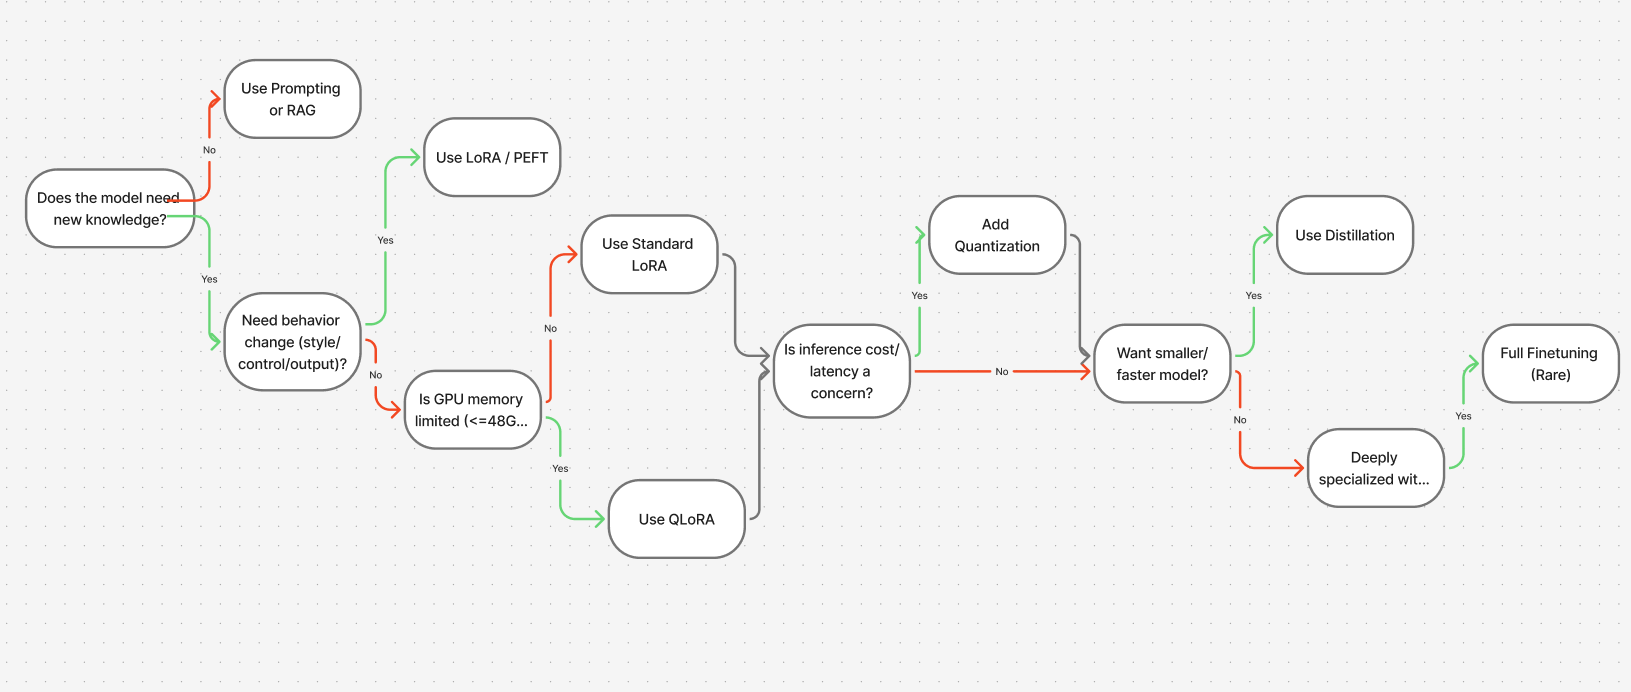 Use Prompting
or RAG
No
Does the model need
new knowledge?
Yes
Use LoRA / PEFT
Yes
Need behavior
change (style/
control/output)?
No
Is GPU memory
limited (<=48G...
No
Use Standard
LoRA
Yes
Use QLoRA
Is inference cost/
latency a
concern?
Yes
Add
Quantization
No
Want smaller/
faster model?
Yes
Use Distillation
No
Deeply
specialized wit...
Yes
Full Finetuning
(Rare)